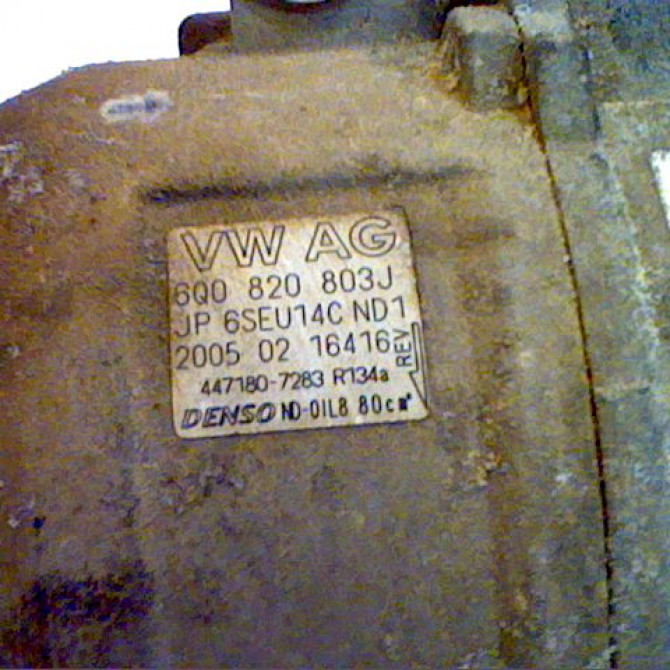 VW AG
6Q0 820 803J
JP 6SEU14C ND1
2005 02 16416
REV
447180-7283 R134a
DENSO ND-OIL8 80cm³